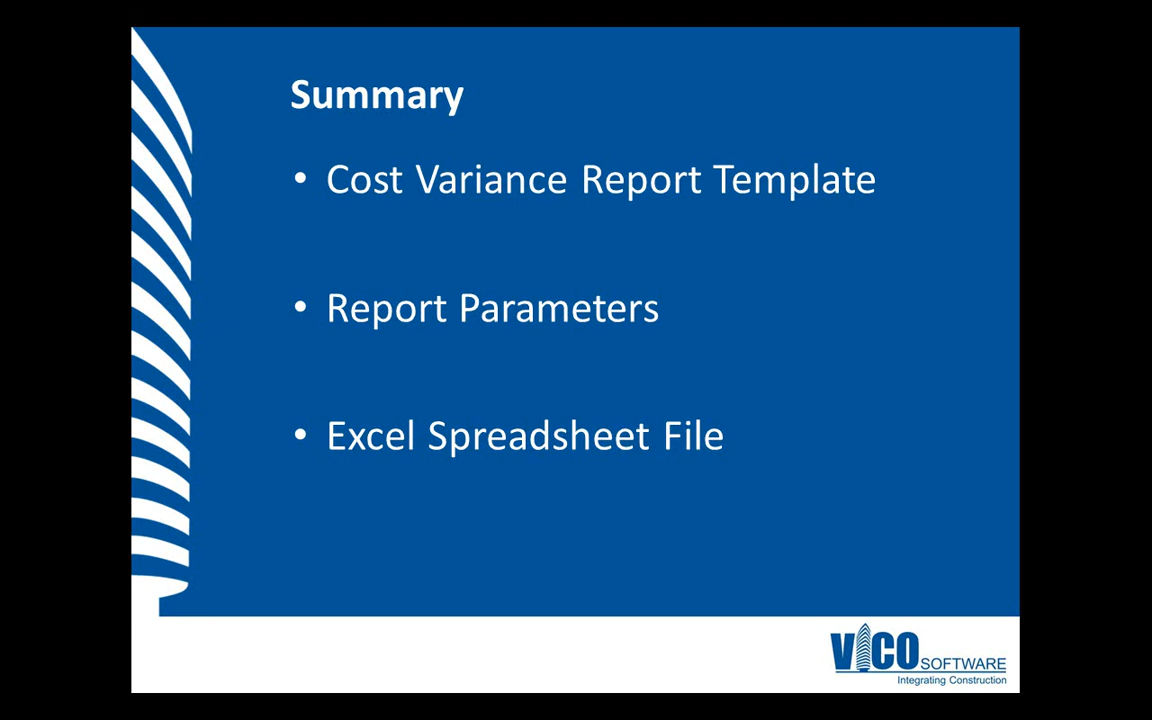 Summary
• Cost Variance Report Template
• Report Parameters
• Excel Spreadsheet File
VICO SOFTWARE
Integrating Construction